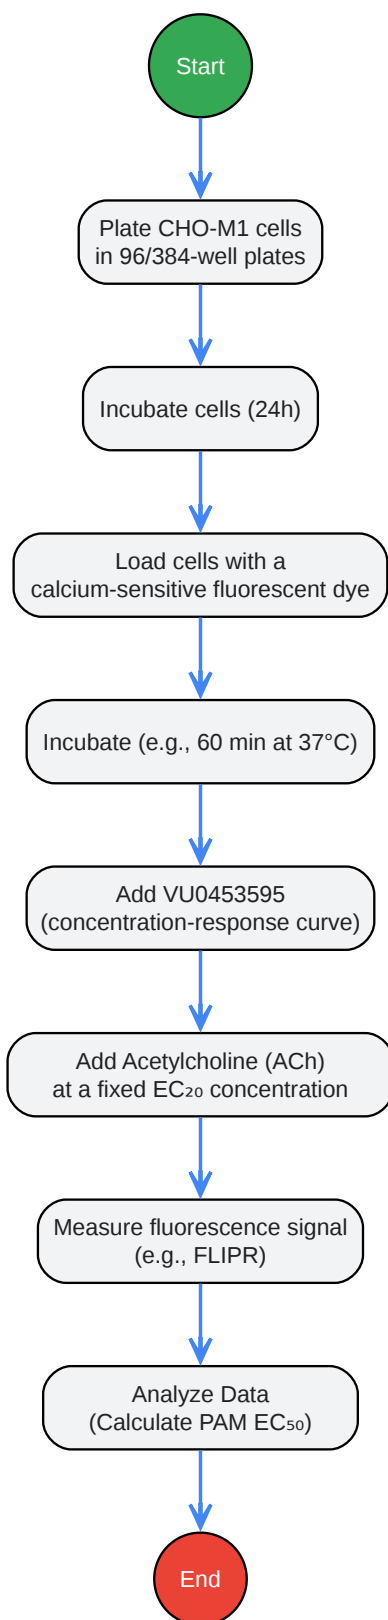 Start
Plate CHO-M1 cells
in 96/384-well plates
Incubate cells (24h)
Load cells with a
calcium-sensitive fluorescent dye
Incubate (e.g., 60 min at 37°C)
Add VU0453595
(concentration-response curve)
Add Acetylcholine (ACh)
at a fixed EC₂₀ concentration
Measure fluorescence signal
(e.g., FLIPR)
Analyze Data
(Calculate PAM EC₅₀)
End